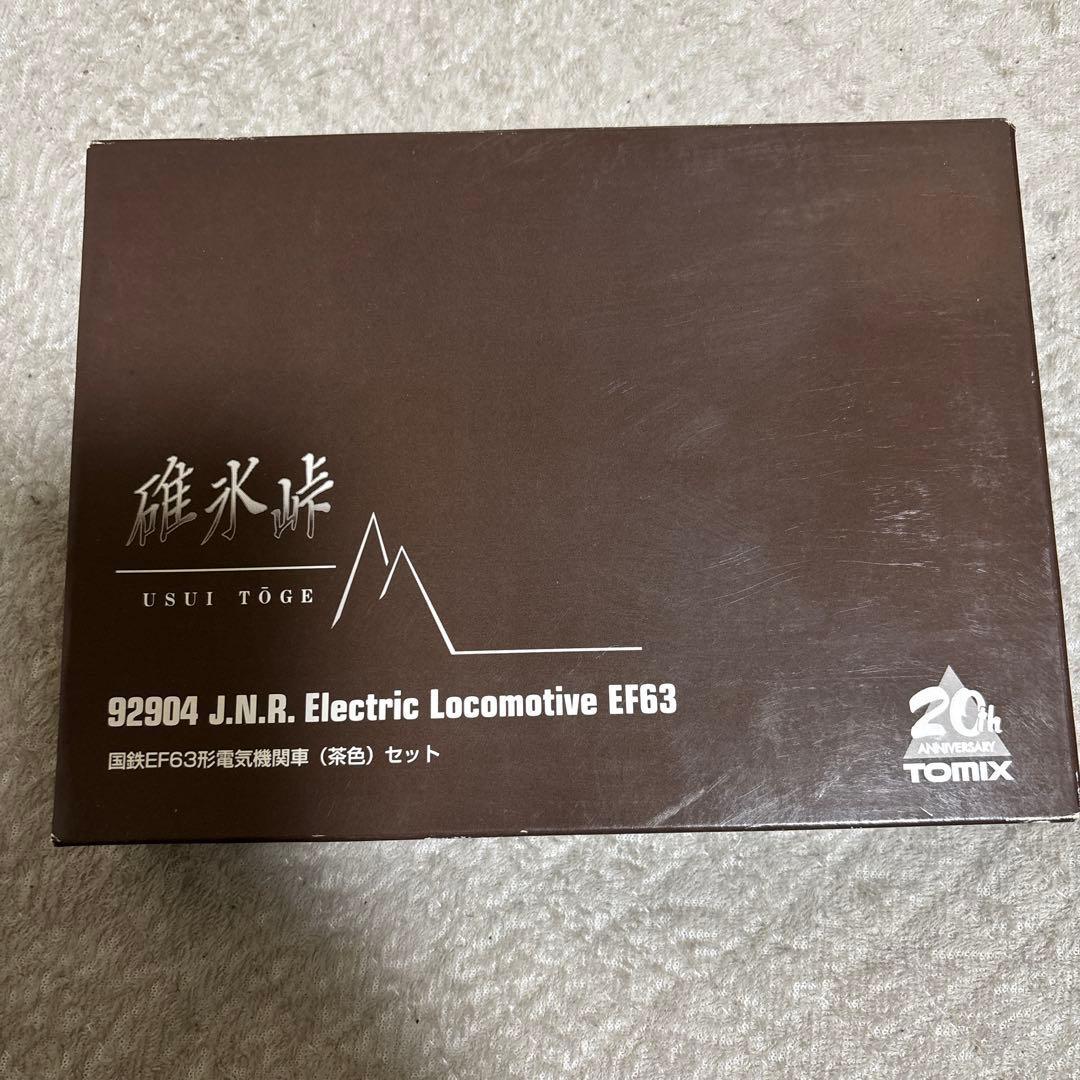 碓氷峠
USUI TŌGE
92904 J.N.R. Electric Locomotive EF63
国鉄EF63形電気機関車（茶色）セット
20th
ANNIVERSARY
TOMIX